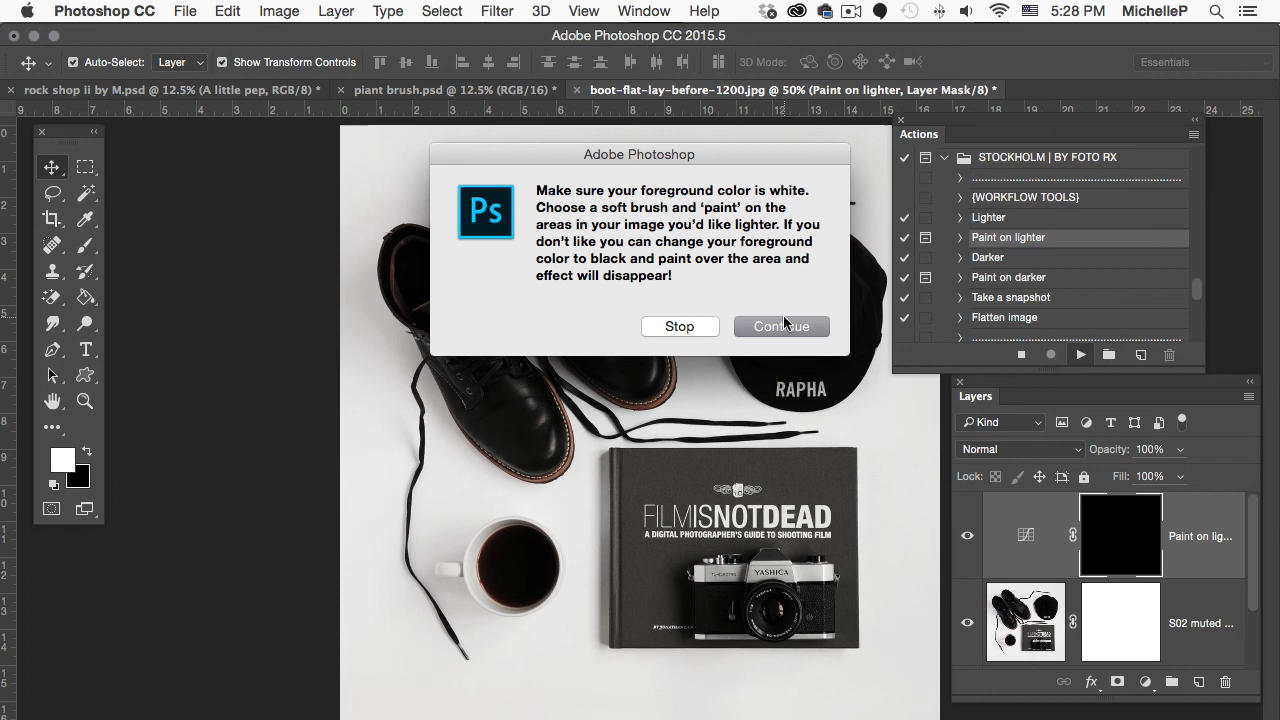 Photoshop CC File Edit Image Layer Type Select Filter 3D View Window Help 5:28 PM MichelleP
Adobe Photoshop CC 2015.5
Auto-Select: Layer Show Transform Controls 3D Mode: Essentials
rock shop ii by M.psd @ 12.5% (A little pep, RGB/8) * piant brush.psd @ 12.5% (RGB/16) * boot-flat-lay-before-1200.jpg @ 50% (Paint on lighter, Layer Mask/8) *
Adobe Photoshop
Make sure your foreground color is white.
Choose a soft brush and ‘paint’ on the
areas in your image you’d like lighter. If you
don’t like you can change your foreground
color to black and paint over the area and
effect will disappear!
Stop Continue
Ps
Actions
STOCKHOLM | BY FOTO RX
{WORKFLOW TOOLS}
Lighter
Paint on lighter
Darker
Paint on darker
Take a snapshot
Flatten image
RAPHA
FILMISNOTDEAD
A DIGITAL PHOTOGRAPHER'S GUIDE TO SHOOTING FILM
YASHICA
Layers
Kind
Normal Opacity: 100%
Lock: Fill: 100%
Paint on lig...
S02 muted ...